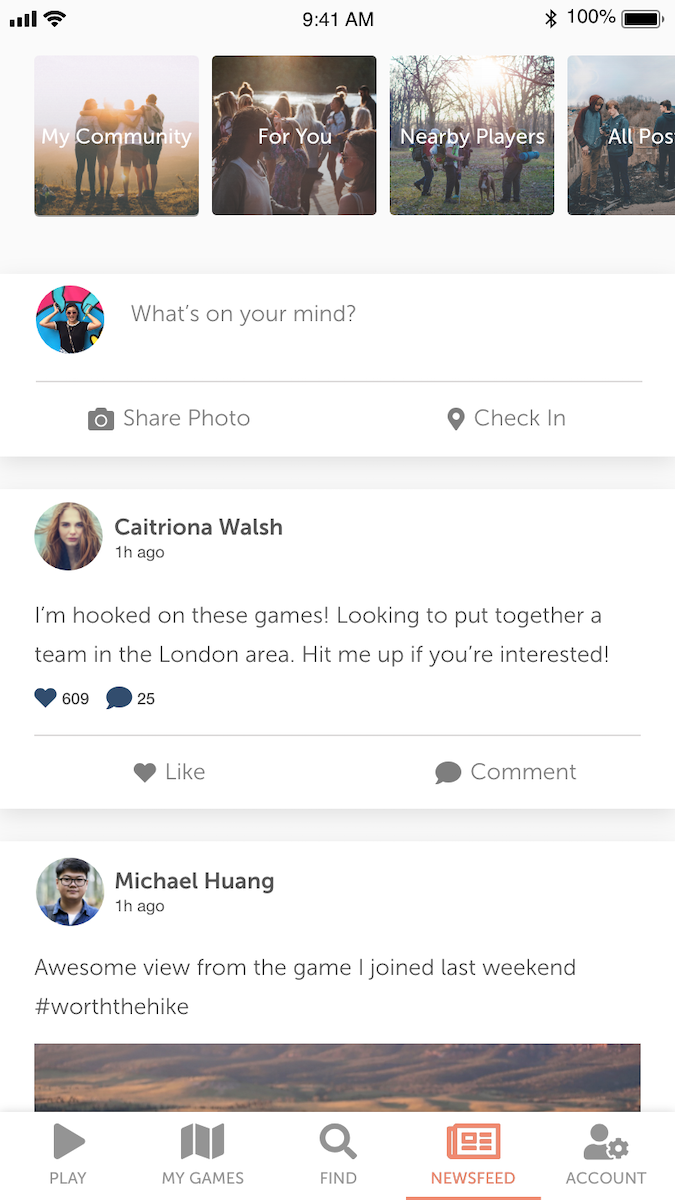 9:41 AM
100%
My Community
For You
Nearby Players
All Pos
What's on your mind?
Share Photo
Check In
Caitriona Walsh
1h ago
I'm hooked on these games! Looking to put together a
team in the London area. Hit me up if you're interested!
609
25
Like
Comment
Michael Huang
1h ago
Awesome view from the game I joined last weekend
#worththehike
PLAY
MY GAMES
FIND
NEWSFEED
ACCOUNT